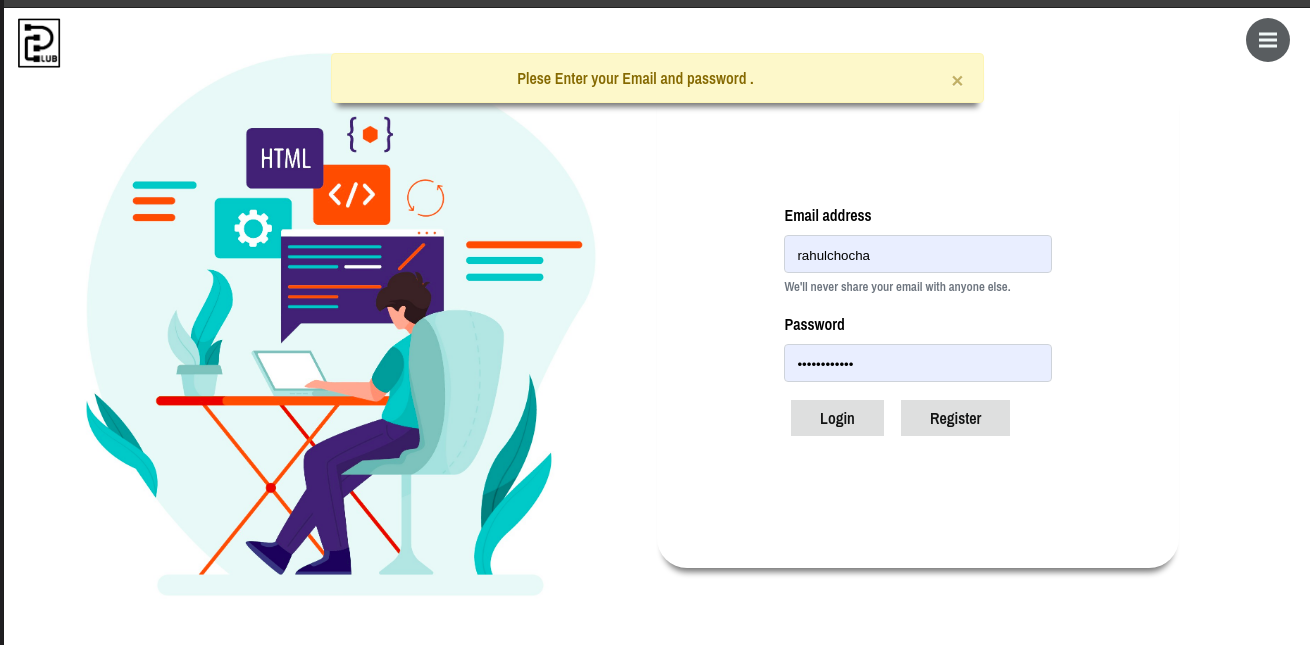 LUB
Plese Enter your Email and password .
×
HTML
</>
{ }
Email address
rahulchocha
We'll never share your email with anyone else.
Password
••••••••••••
Login
Register